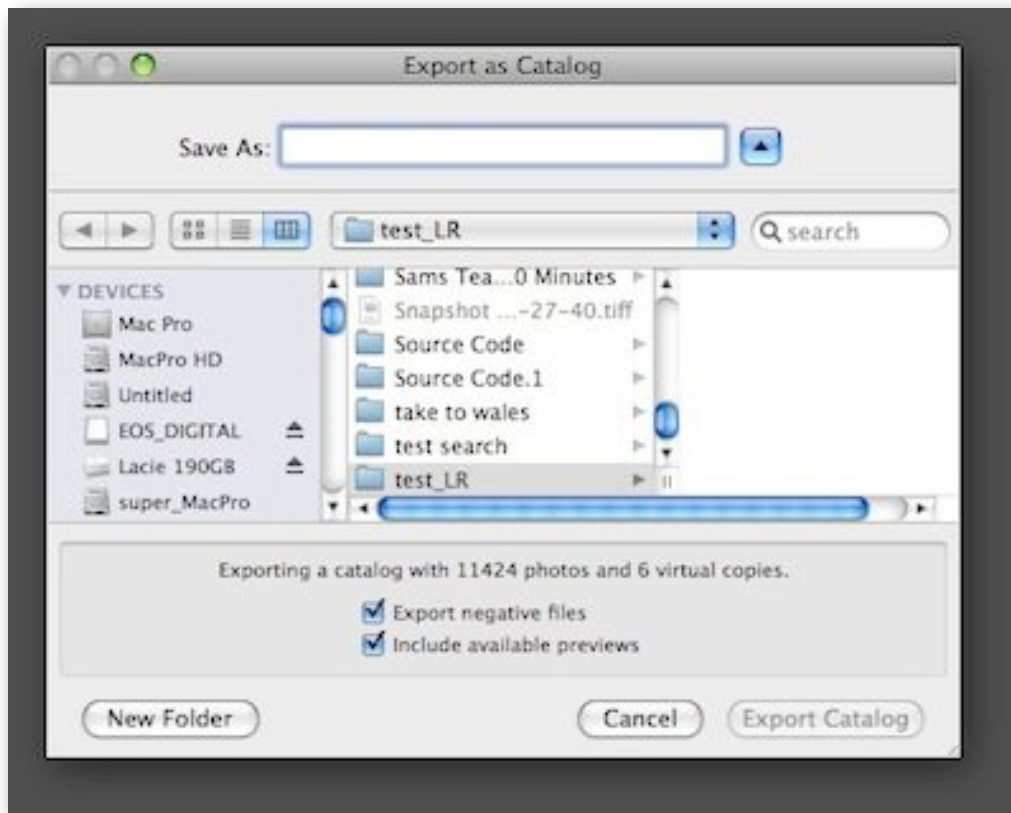 Export as Catalog
Save As:
test_LR
search
DEVICES
Mac Pro
MacPro HD
Untitled
EOS_DIGITAL
Lacie 190GB
super_MacPro
Sams Tea...0 Minutes
Snapshot ...-27-40.tiff
Source Code
Source Code.1
take to wales
test search
test_LR
Exporting a catalog with 11424 photos and 6 virtual copies.
Export negative files
Include available previews
New Folder
Cancel
Export Catalog